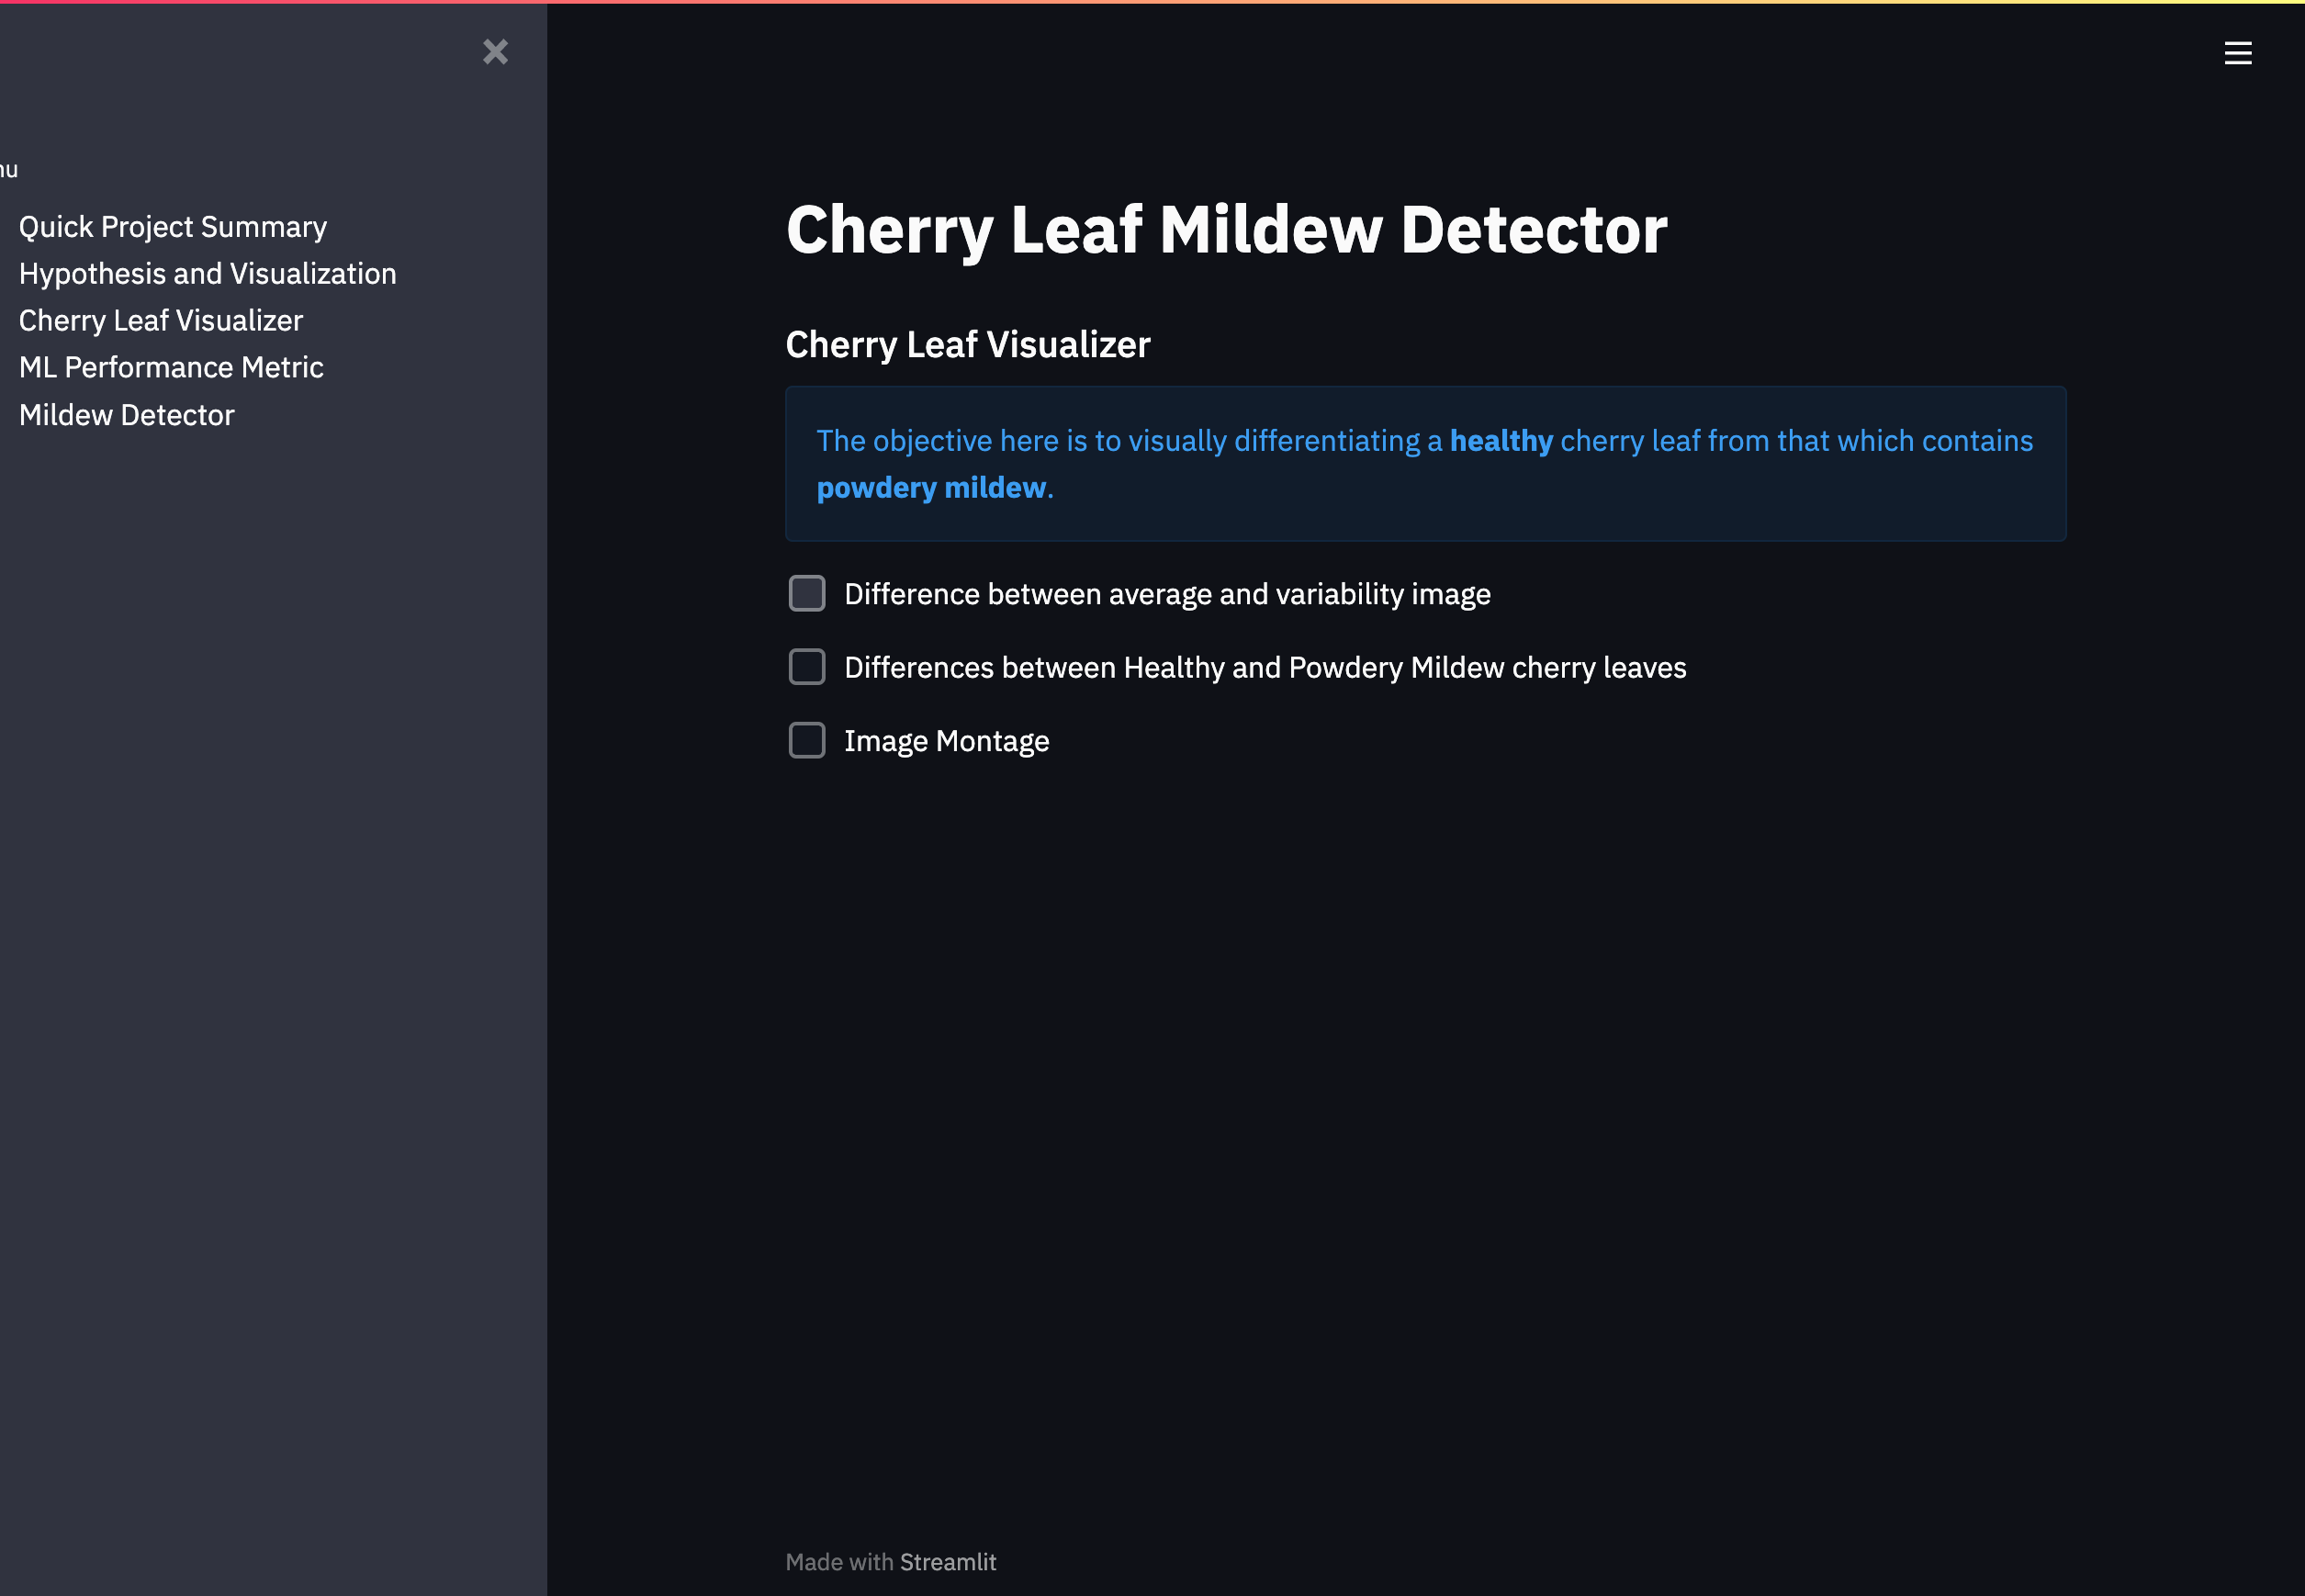 nu
Quick Project Summary
Hypothesis and Visualization
Cherry Leaf Visualizer
ML Performance Metric
Mildew Detector
Cherry Leaf Mildew Detector
Cherry Leaf Visualizer
The objective here is to visually differentiating a healthy cherry leaf from that which contains
powdery mildew.
Difference between average and variability image
Differences between Healthy and Powdery Mildew cherry leaves
Image Montage
Made with Streamlit